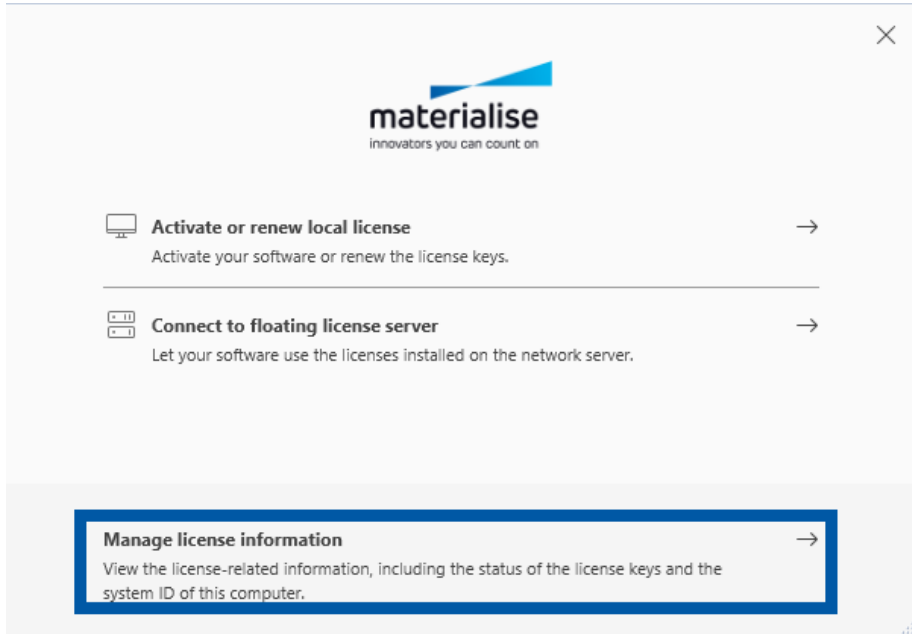 materialise
innovators you can count on
Activate or renew local license
Activate your software or renew the license keys.
Connect to floating license server
Let your software use the licenses installed on the network server.
Manage license information
View the license-related information, including the status of the license keys and the
system ID of this computer.